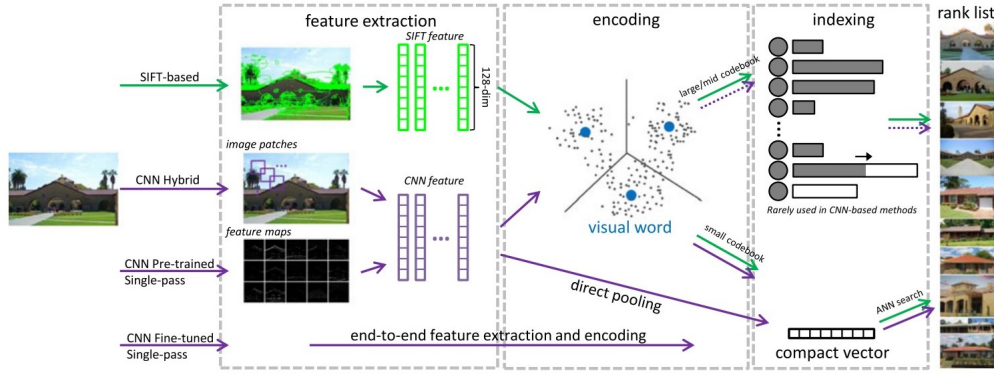 feature extraction
encoding
indexing
rank list
SIFT feature
SIFT-based
128-dim
large/mid codebook
image patches
CNN Hybrid
CNN feature
Rarely used in CNN-based methods
visual word
feature maps
small codebook
CNN Pre-trained
Single-pass
direct pooling
ANN search
CNN Fine-tuned
Single-pass
end-to-end feature extraction and encoding
compact vector